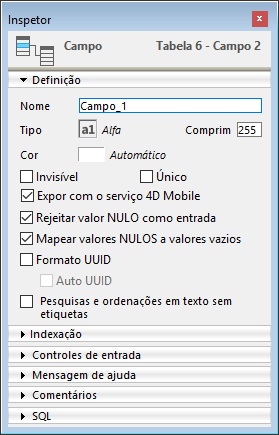 Inspetor
x
Campo Tabela 6 - Campo 2
Definição
Nome Campo_1
Tipo a1 Alfa Comprim 255
Cor Automático
Invisível Único
Expor com o serviço 4D Mobile
Rejeitar valor NULO como entrada
Mapear valores NULOS a valores vazios
Formato UUID
Auto UUID
Pesquisas e ordenações em texto sem
etiquetas
Indexação
Controles de entrada
Mensagem de ajuda
Comentários
SQL